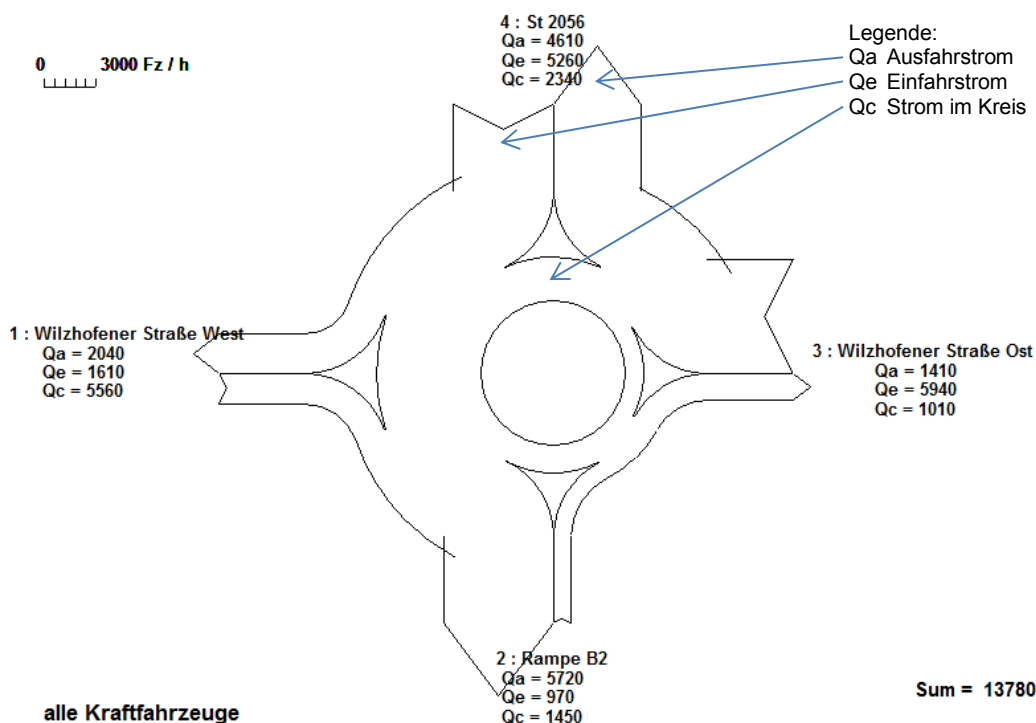 4 : St 2056
Qa = 4610
Qe = 5260
Qc = 2340
0 3000 Fz / h
Legende:
Qa Ausfahrstrom
Qe Einfahrstrom
Qc Strom im Kreis
1 : Wilzhofener Straße West
Qa = 2040
Qe = 1610
Qc = 5560
3 : Wilzhofener Straße Ost
Qa = 1410
Qe = 5940
Qc = 1010
2 : Rampe B2
Qa = 5720
Qe = 970
Qc = 1450
Sum = 13780
alle Kraftfahrzeuge